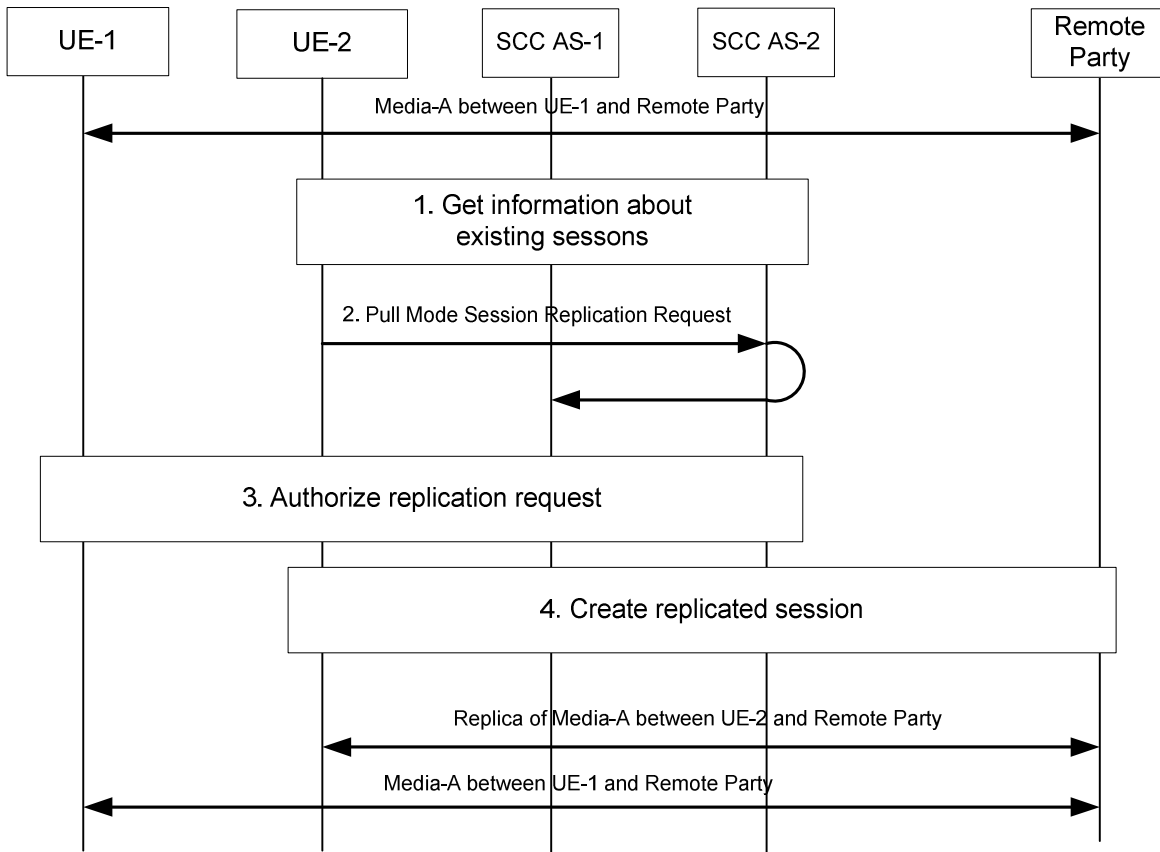 UE-1
UE-2
SCC AS-1
SCC AS-2
Remote
Party
Media-A between UE-1 and Remote Party
1. Get information about
existing sessons
2. Pull Mode Session Replication Request
3. Authorize replication request
4. Create replicated session
Replica of Media-A between UE-2 and Remote Party
Media-A between UE-1 and Remote Party